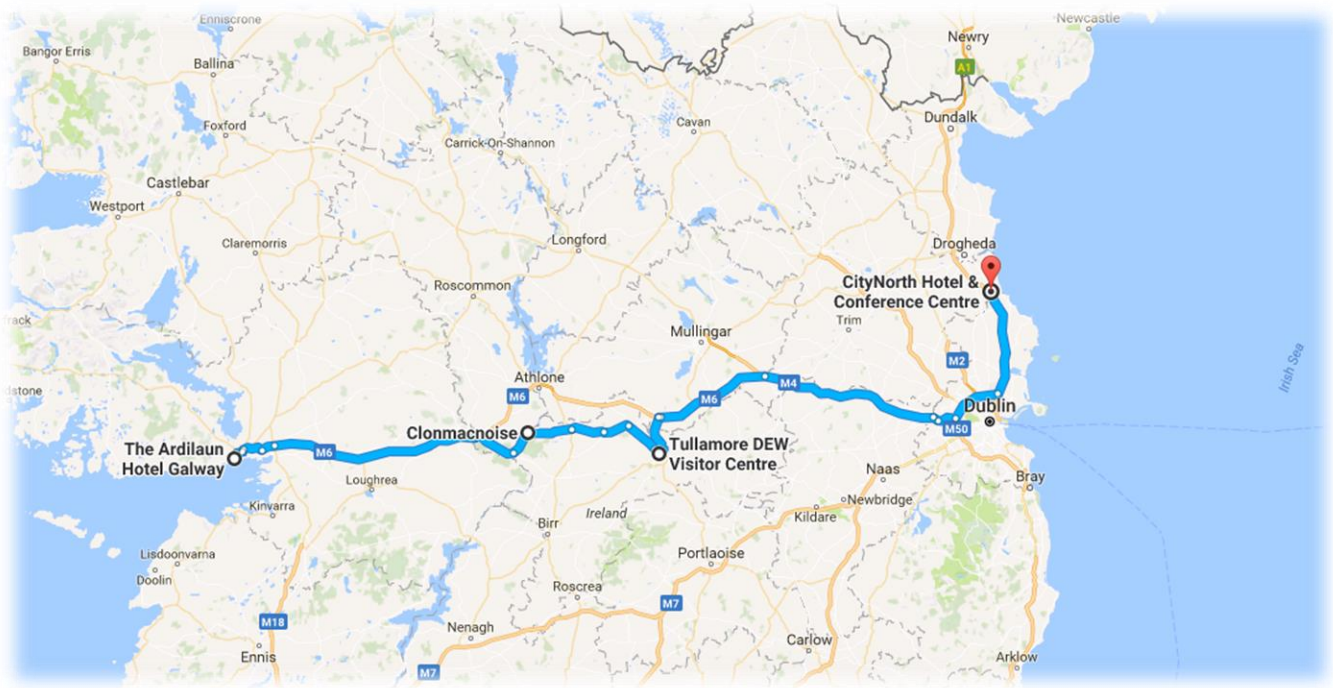 Enniscrone
Newcastle
Newry
Bangor Erris
Ballina
A1
Dundalk
Cavan
Foxford
Carrick-On-Shannon
Castlebar
Westport
Claremorris
Longford
Drogheda
CityNorth Hotel &
Conference Centre
Roscommon
Trim
Mullingar
Irish Sea
M2
Athlone
M6
M6
M4
Dublin
M50
Clonmacnoise
The Ardilaun
Hotel Galway
M6
Tullamore DEW
Visitor Centre
Loughrea
Naas
Bray
Kinvarra
Newbridge
Kildare
Birr
Ireland
Lisdoonvarna
Doolin
Portlaoise
Roscrea
M7
M18
Nenagh
Carlow
Ennis
Arklow
M7